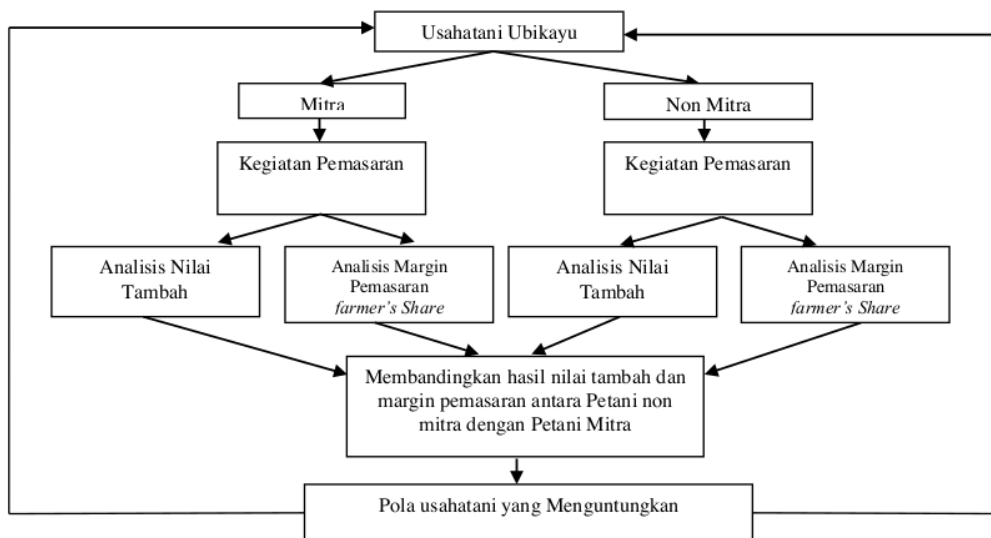 Usahatani Ubikayu
Mitra
Non Mitra
Kegiatan Pemasaran
Kegiatan Pemasaran
Analisis Nilai
Tambah
Analisis Margin
Pemasaran
farmer's Share
Analisis Nilai
Tambah
Analisis Margin
Pemasaran
farmer's Share
Membandingkan hasil nilai tambah dan
margin pemasaran antara Petani non
mitra dengan Petani Mitra
Pola usahatani yang Menguntungkan